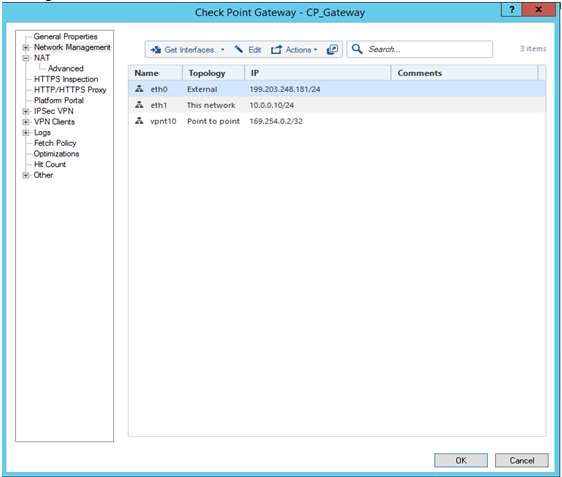 Check Point Gateway - CP_Gateway
? x
General Properties
Network Management
NAT
Advanced
HTTPS Inspection
HTTP/HTTPS Proxy
Platform Portal
IPSec VPN
VPN Clients
Logs
Fetch Policy
Optimizations
Hit Count
Other
Get Interfaces... Edit Actions Search... 3 items
Name Topology IP Comments
eth0 External 199.203.248.181/24
eth1 This network 10.0.0.10/24
vpnt10 Point to point 169.254.0.2/32
OK Cancel